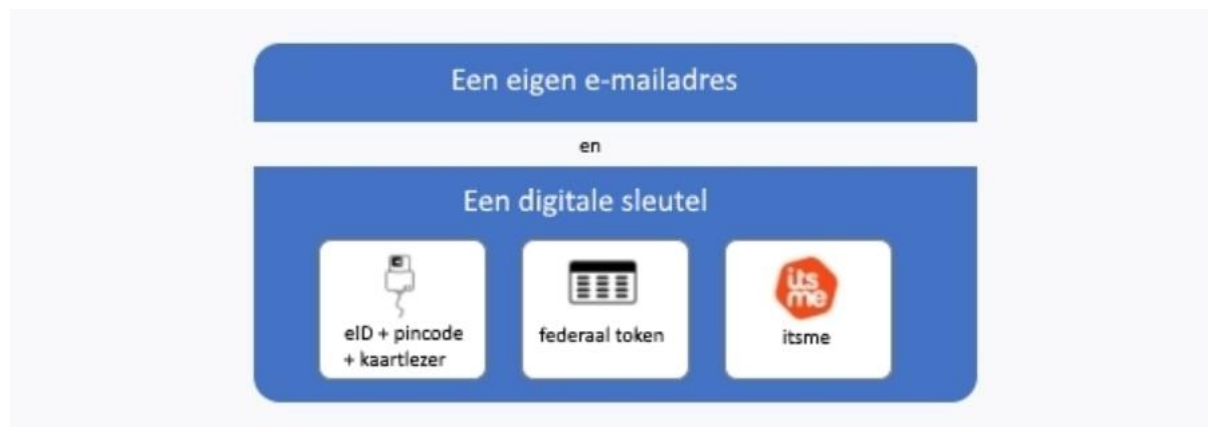 Een eigen e-mailadres
en
Een digitale sleutel
eID + pincode
+ kaartlezer
federaal token
its
me
itsme